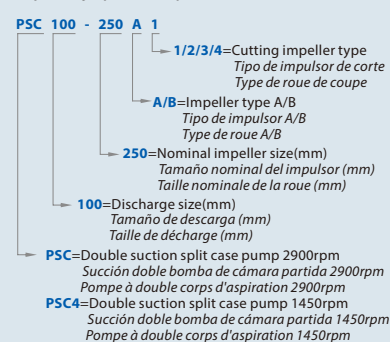 PSC 100 - 250 A 1
1/2/3/4=Cutting impeller type
Tipo de impulsor de corte
Type de roue de coupe
A/B=Impeller type A/B
Tipo de impulsor A/B
Type de roue A/B
250=Nominal impeller size(mm)
Tamaño nominal del impulsor (mm)
Taille nominale de la roue (mm)
100=Discharge size(mm)
Tamaño de descarga (mm)
Taille de décharge (mm)
PSC=Double suction split case pump 2900rpm
Succión doble bomba de cámara partida 2900rpm
Pompe à double corps d'aspiration 2900rpm
PSC4=Double suction split case pump 1450rpm
Succión doble bomba de cámara partida 1450rpm
Pompe à double corps d'aspiration 1450rpm